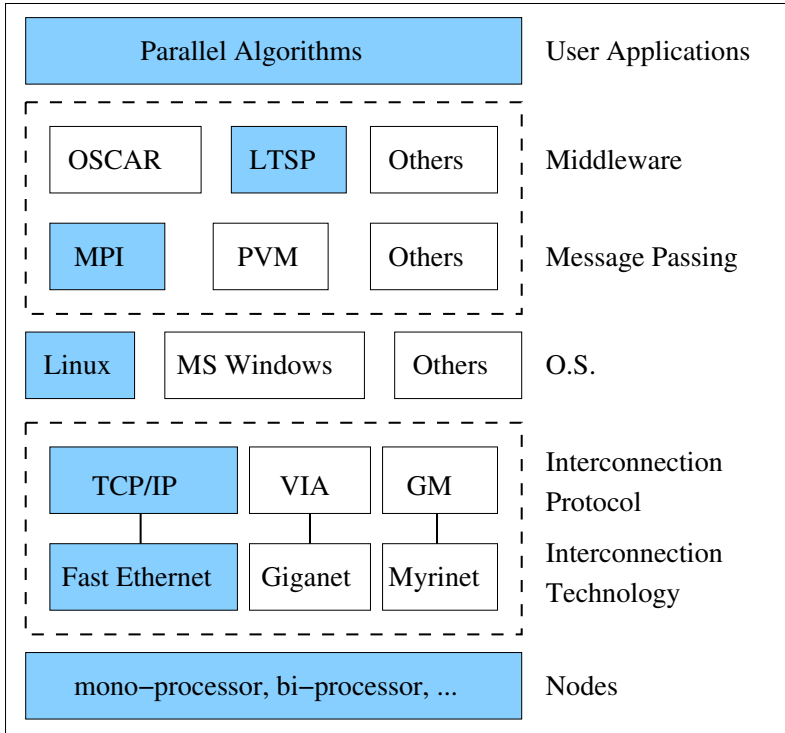 Parallel Algorithms User Applications
OSCAR LTSP Others Middleware
MPI PVM Others Message Passing
Linux MS Windows Others O.S.
TCP/IP VIA GM Interconnection Protocol
Fast Ethernet Giganet Myrinet Interconnection Technology
mono−processor, bi−processor, ... Nodes